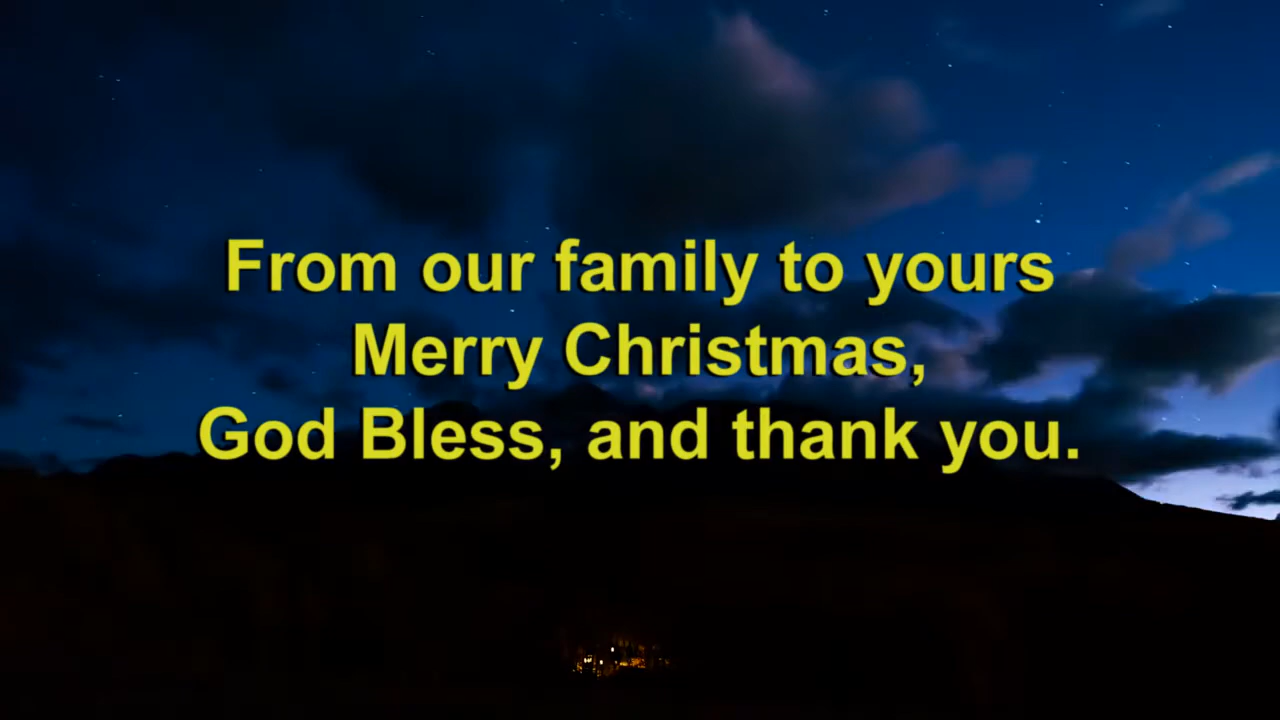 From our family to yours
Merry Christmas,
God Bless, and thank you.